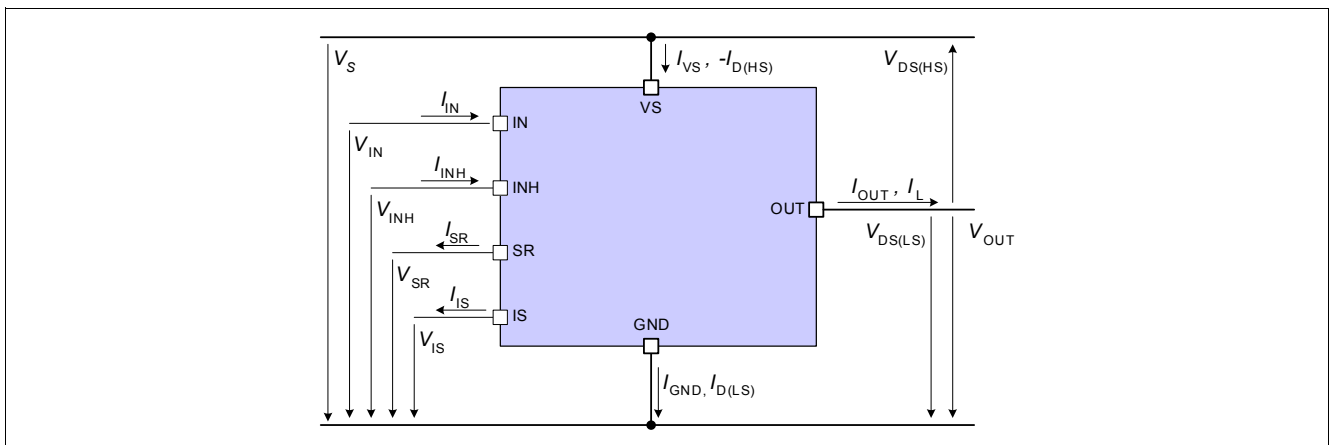 V_S
I_VS , -I_D(HS)
V_DS(HS)
VS
I_IN
IN
V_IN
I_INH
INH
V_INH
I_OUT , I_L
OUT
V_DS(LS)
V_OUT
I_SR
SR
V_SR
I_IS
IS
V_IS
GND
I_GND, I_D(LS)